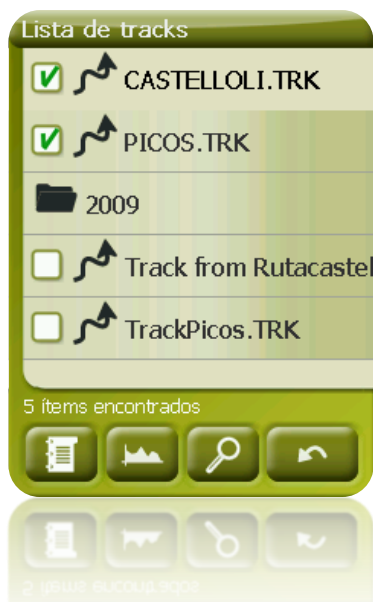 Lista de tracks
CASTELLOLI.TRK
PICOS.TRK
2009
Track from Rutacastel
TrackPicos.TRK
5 ítems encontrados